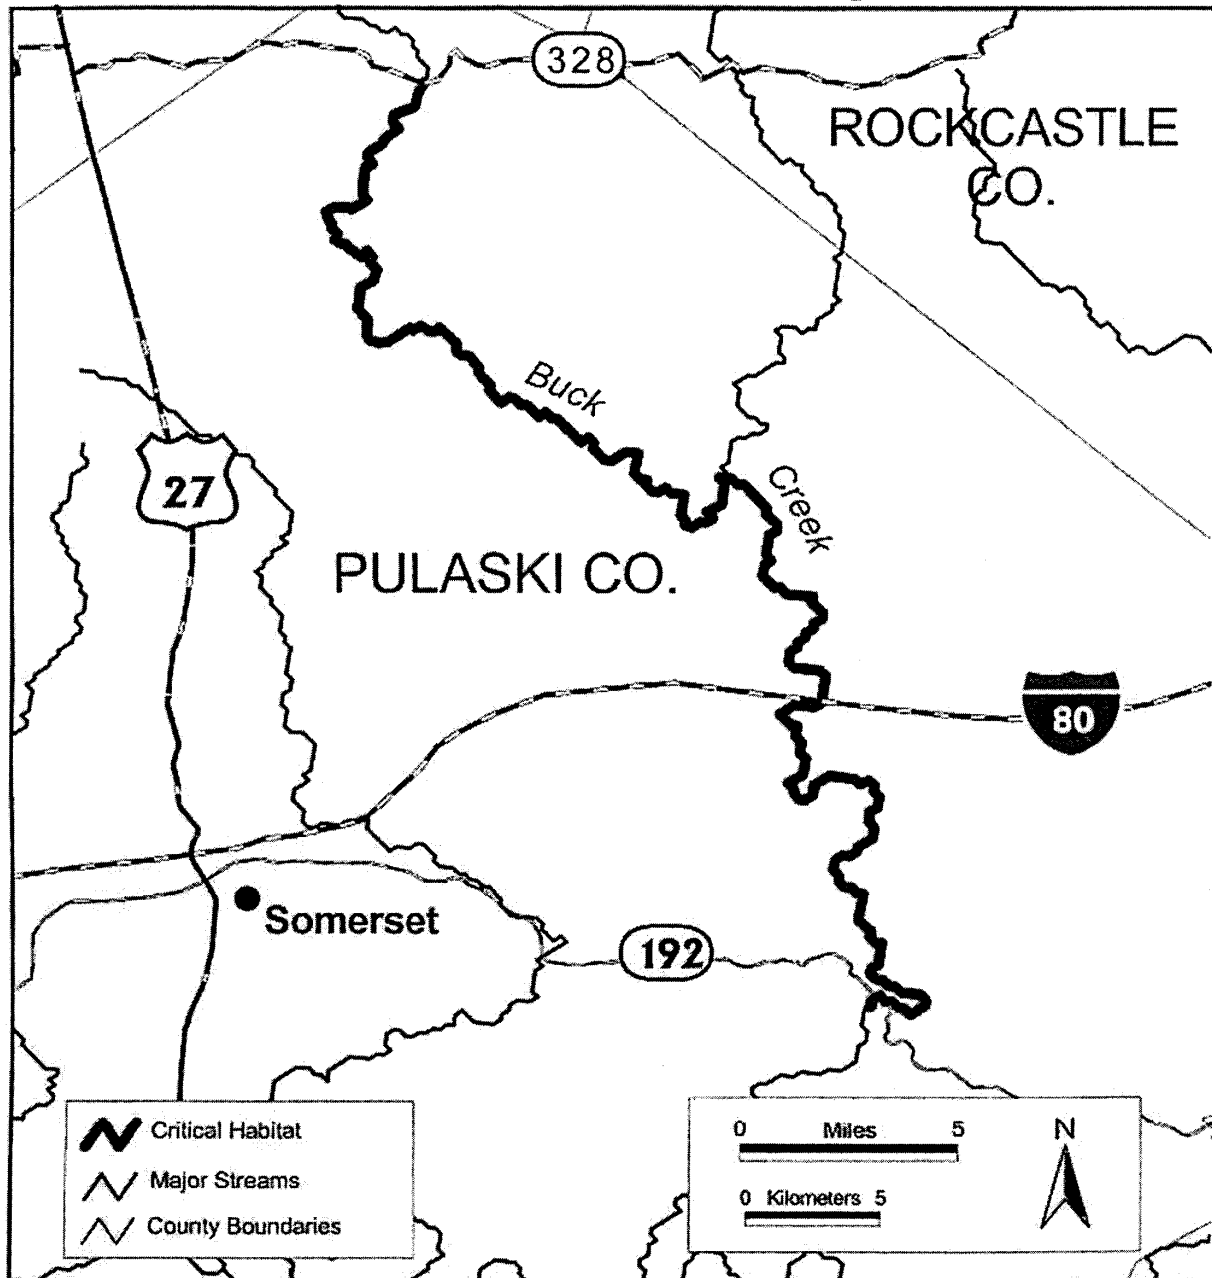 328
ROCKCASTLE
CO.
Buck
Creek
27
PULASKI CO.
80
Somerset
192
Critical Habitat
Major Streams
County Boundaries
0 Miles 5
0 Kilometers 5
N